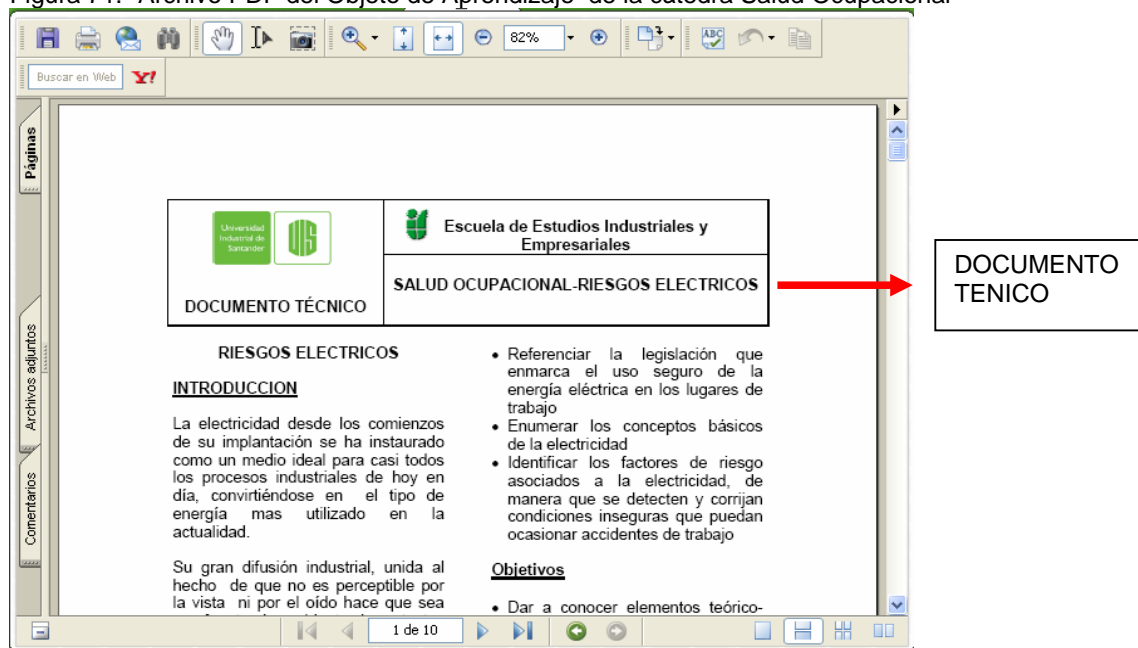 Figura 71. Archivo PDF del Objeto de Aprendizaje de la cátedra Salud Ocupacional
82%
ABC
Buscar en Web Y!
Páginas
Archivos adjuntos
Comentarios
Universidad
Industrial de
Santander
UIS
DOCUMENTO TÉCNICO
Escuela de Estudios Industriales y
Empresariales
SALUD OCUPACIONAL-RIESGOS ELECTRICOS
DOCUMENTO
TENICO
RIESGOS ELECTRICOS
INTRODUCCION
La electricidad desde los comienzos
de su implantación se ha instaurado
como un medio ideal para casi todos
los procesos industriales de hoy en
día, convirtiéndose en el tipo de
energía mas utilizado en la
actualidad.
Su gran difusión industrial, unida al
hecho de que no es perceptible por
la vista ni por el oído hace que sea
• Referenciar la legislación que
enmarca el uso seguro de la
energía eléctrica en los lugares de
trabajo
• Enumerar los conceptos básicos
de la electricidad
• Identificar los factores de riesgo
asociados a la electricidad, de
manera que se detecten y corrijan
condiciones inseguras que puedan
ocasionar accidentes de trabajo
Objetivos
• Dar a conocer elementos teórico-
1 de 10